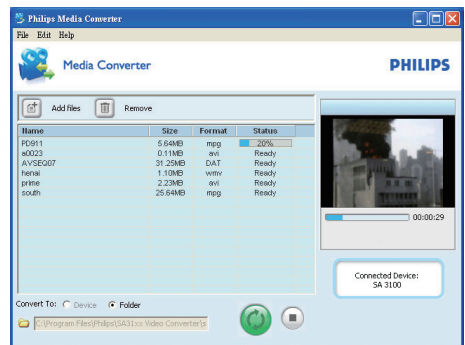 Philips Media Converter
File Edit Help
Media Converter
PHILIPS
Add files Remove
Name Size Format Status
PD911 5.64MB mpg 20%
a0023 0.11MB avi Ready
AVSEQ07 31.25MB DAT Ready
henai 1.10MB wmv Ready
prime 2.23MB avi Ready
south 25.64MB mpg Ready
00:00:29
Connected Device:
SA 3100
Convert To: Device Folder
C:\Program Files\Philips\SA31xx Video Converter\s